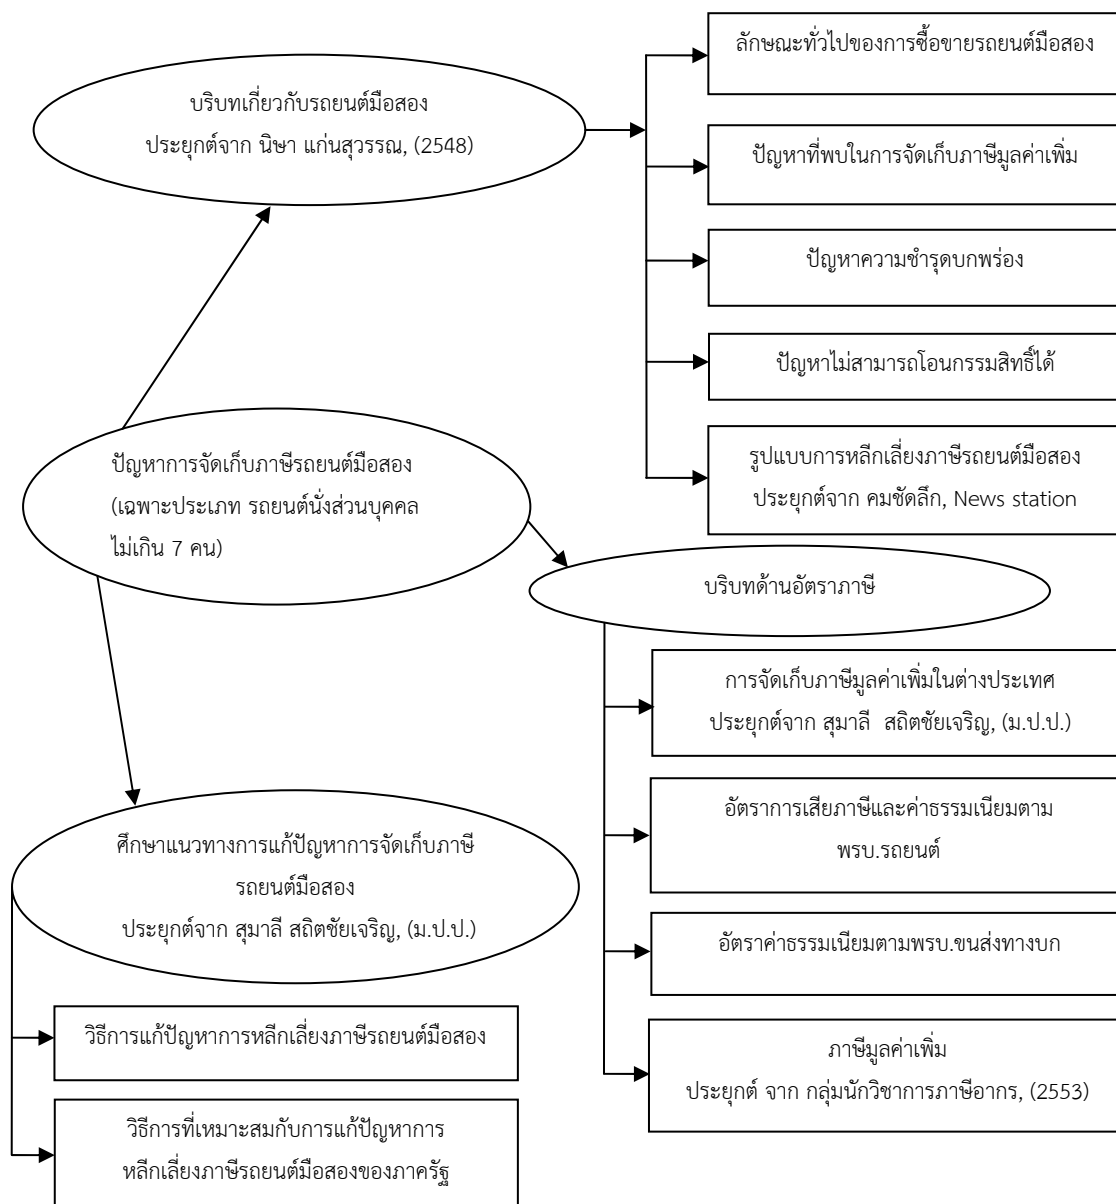 บริบทเกี่ยวกับรถยนต์มือสอง
ประยุกต์จาก นิษา แก่นสุวรรณ, (2548)
ลักษณะทั่วไปของการซื้อขายรถยนต์มือสอง
ปัญหาที่พบในการจัดเก็บภาษีมูลค่าเพิ่ม
ปัญหาความชำรุดบกพร่อง
ปัญหาไม่สามารถโอนกรรมสิทธิ์ได้
รูปแบบการหลีกเลี่ยงภาษีรถยนต์มือสอง
ประยุกต์จาก คมชัดลึก, News station
ปัญหาการจัดเก็บภาษีรถยนต์มือสอง
(เฉพาะประเภท รถยนต์นั่งส่วนบุคคล
ไม่เกิน 7 คน)
บริบทด้านอัตราภาษี
การจัดเก็บภาษีมูลค่าเพิ่มในต่างประเทศ
ประยุกต์จาก สุมาลี สถิตชัยเจริญ, (ม.ป.ป.)
อัตราการเสียภาษีและค่าธรรมเนียมตาม
พรบ.รถยนต์
อัตราค่าธรรมเนียมตามพรบ.ขนส่งทางบก
ภาษีมูลค่าเพิ่ม
ประยุกต์ จาก กลุ่มนักวิชาการภาษีอากร, (2553)
ศึกษาแนวทางการแก้ปัญหาการจัดเก็บภาษี
รถยนต์มือสอง
ประยุกต์จาก สุมาลี สถิตชัยเจริญ, (ม.ป.ป.)
วิธีการแก้ปัญหาการหลีกเลี่ยงภาษีรถยนต์มือสอง
วิธีการที่เหมาะสมกับการแก้ปัญหาการ
หลีกเลี่ยงภาษีรถยนต์มือสองของภาครัฐ